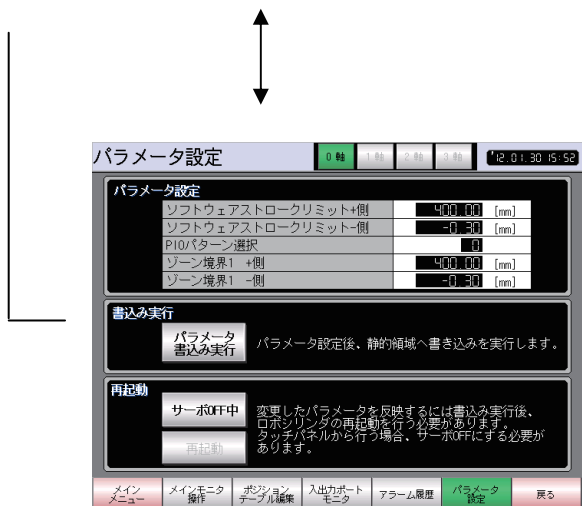 パラメータ設定
0 軸 1 軸 2 軸 3 軸 '12.01.30 15:52
パラメータ設定
ソフトウェアストロークリミット+側 400.00 [mm]
ソフトウェアストロークリミット-側 -0.30 [mm]
PIOパターン選択 0
ゾーン境界1 +側 400.00 [mm]
ゾーン境界1 -側 -0.30 [mm]
書込み実行
パラメータ
書込み実行
パラメータ設定後、静的領域へ書き込みを実行します。
再起動
サーボOFF中
再起動
変更したパラメータを反映するには書込み実行後、
ロボシリンダの再起動を行う必要があります。
タッチパネルから行う場合、サーボOFFにする必要が
あります。
メイン
メニュー
メインモニタ
操作
ポジション
テーブル編集
入出力ポート
モニタ
アラーム履歴
パラメータ
設定
戻る